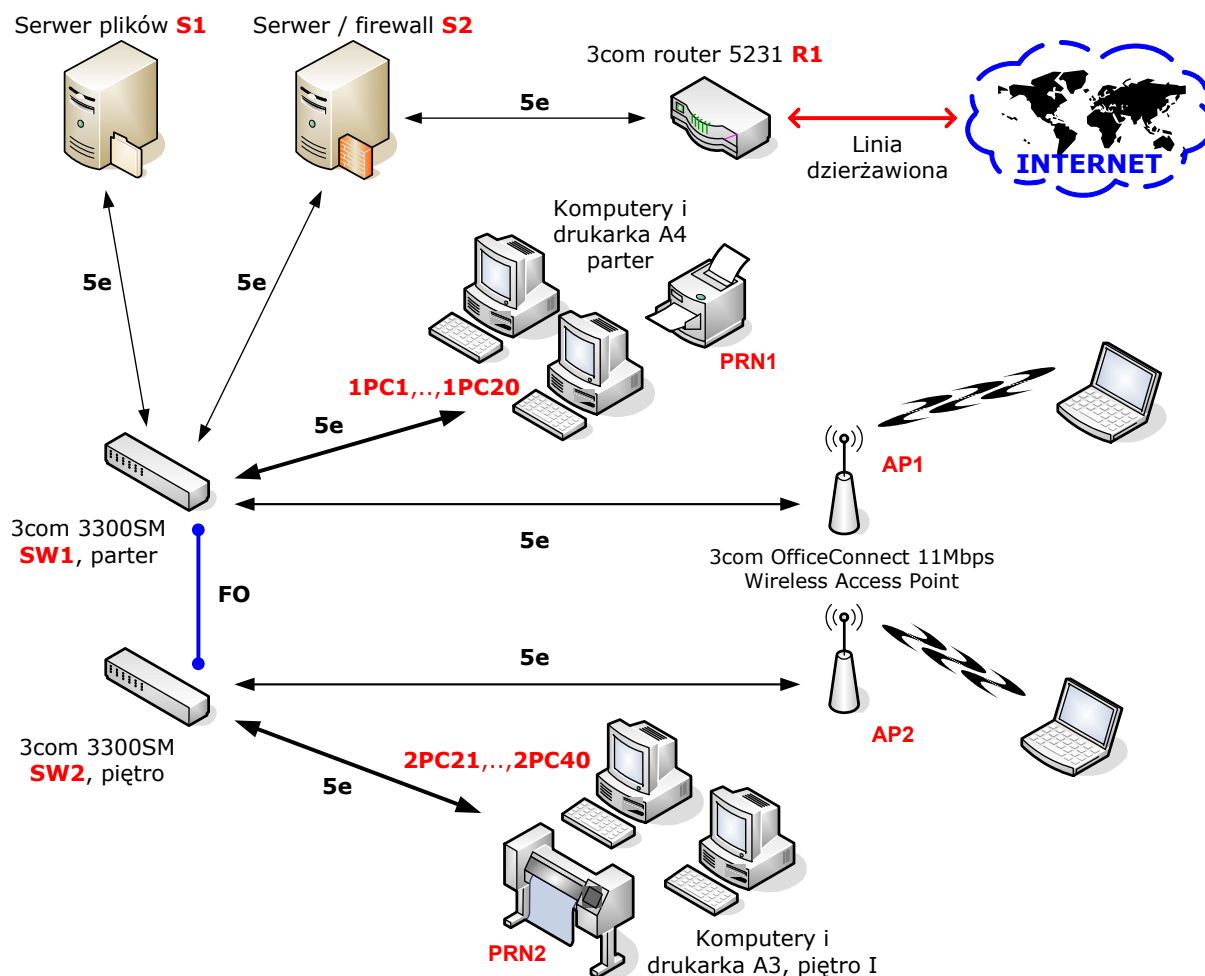 Serwer plików S1
Serwer / firewall S2
3com router 5231 R1
5e
Linia
dzierżawiona
INTERNET
Komputery i
drukarka A4
parter
5e
5e
PRN1
1PC1,..,1PC20
5e
AP1
3com 3300SM
SW1, parter
5e
3com OfficeConnect 11Mbps
Wireless Access Point
FO
5e
3com 3300SM
SW2, piętro
AP2
2PC21,..,2PC40
5e
PRN2
Komputery i
drukarka A3, piętro I